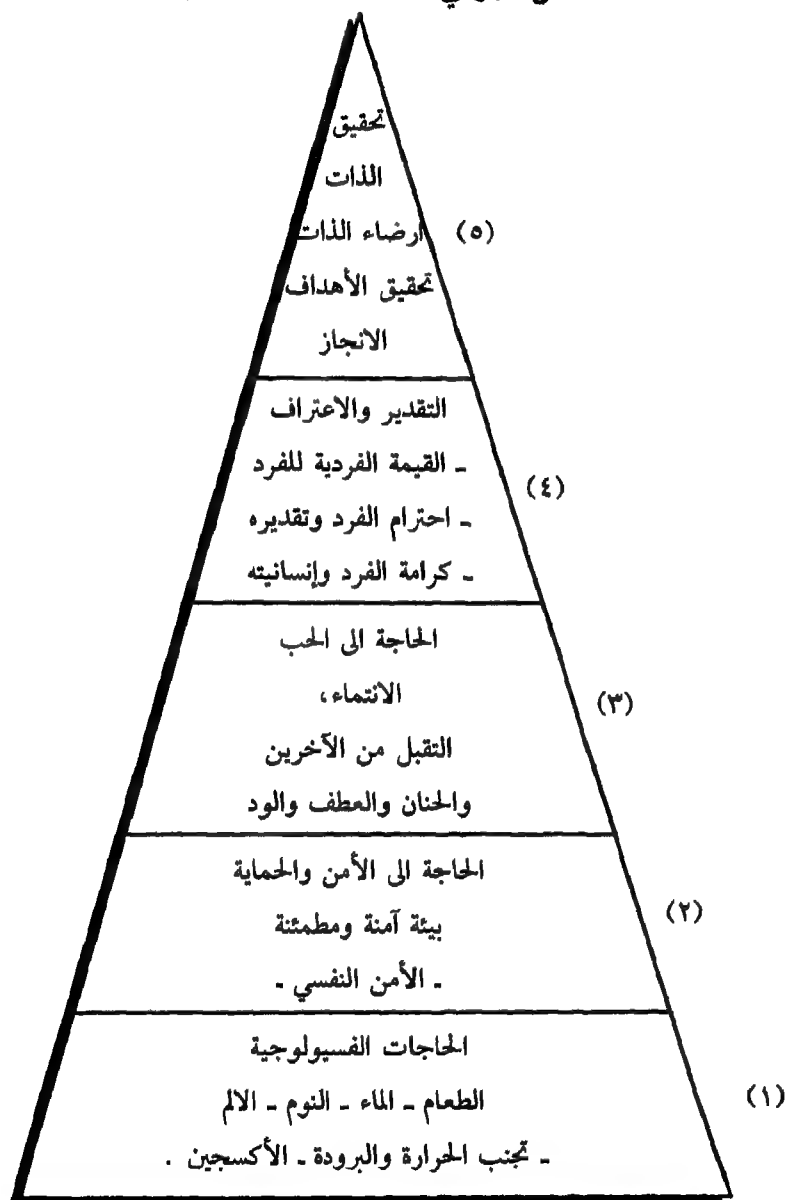 تحقيق
الذات
ارضاء الذات (٥)
تحقيق الأهداف
الانجاز
التقدير والاعتراف
ـ القيمة الفردية للفرد
(٤)
ـ احترام الفرد وتقديره
ـ كرامة الفرد وإنسانيته
الحاجة الى الحب
الانتماء،
(٣)
التقبل من الآخرين
والحنان والعطف والود
الحاجة الى الأمن والحماية
(٢)
بيئة آمنة ومطمئنة
ـ الأمن النفسي ـ
الحاجات الفسيولوجية
الطعام ـ الماء ـ النوم ـ الالم (١)
ـ تجنب الحرارة والبرودة ـ الأكسجين .